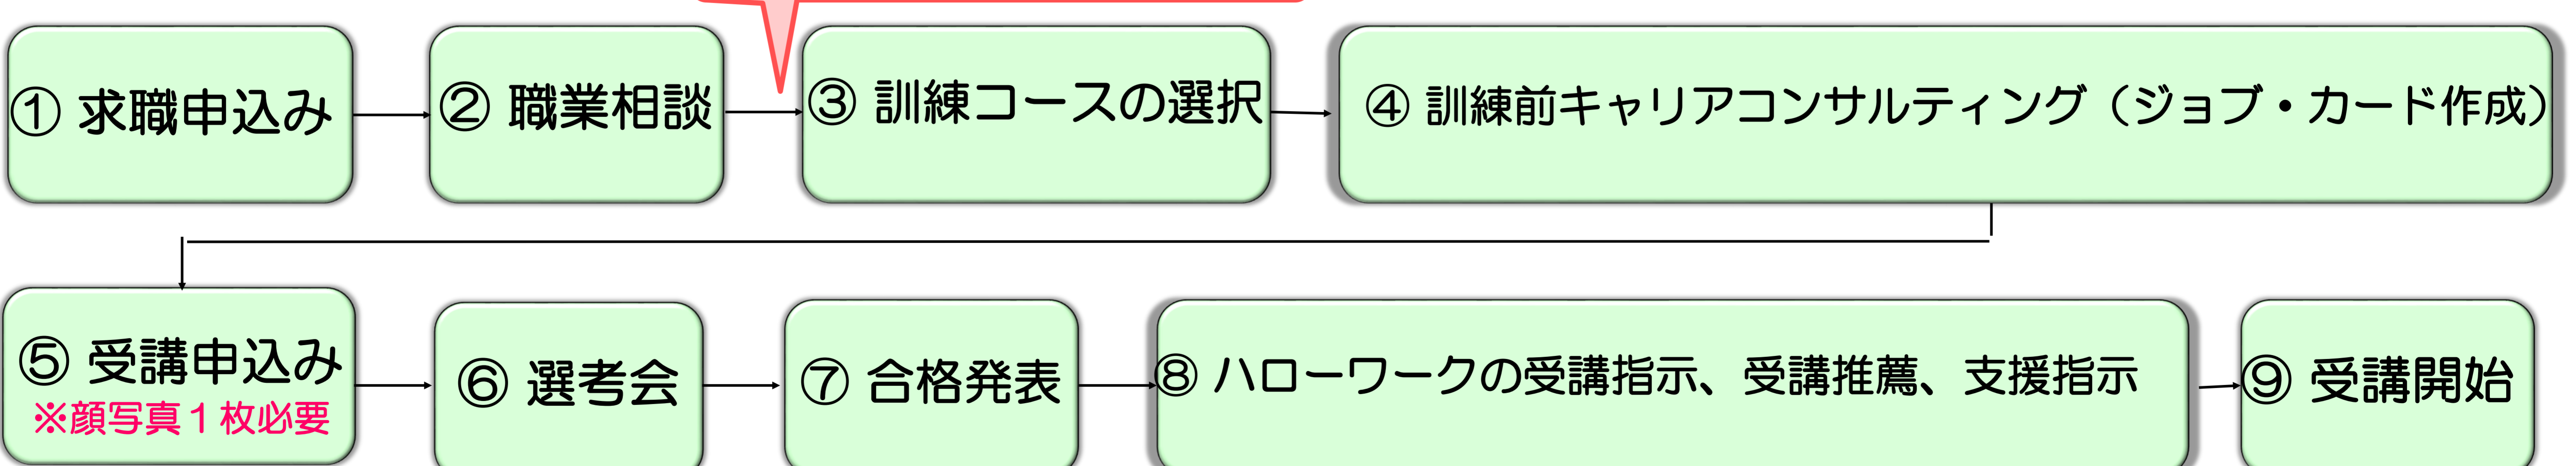 ① 求職申込み
② 職業相談
③ 訓練コースの選択
④ 訓練前キャリアコンサルティング（ジョブ・カード作成）
⑤ 受講申込み
※顔写真１枚必要
⑥ 選考会
⑦ 合格発表
⑧ ハローワークの受講指示、受講推薦、支援指示
⑨ 受講開始